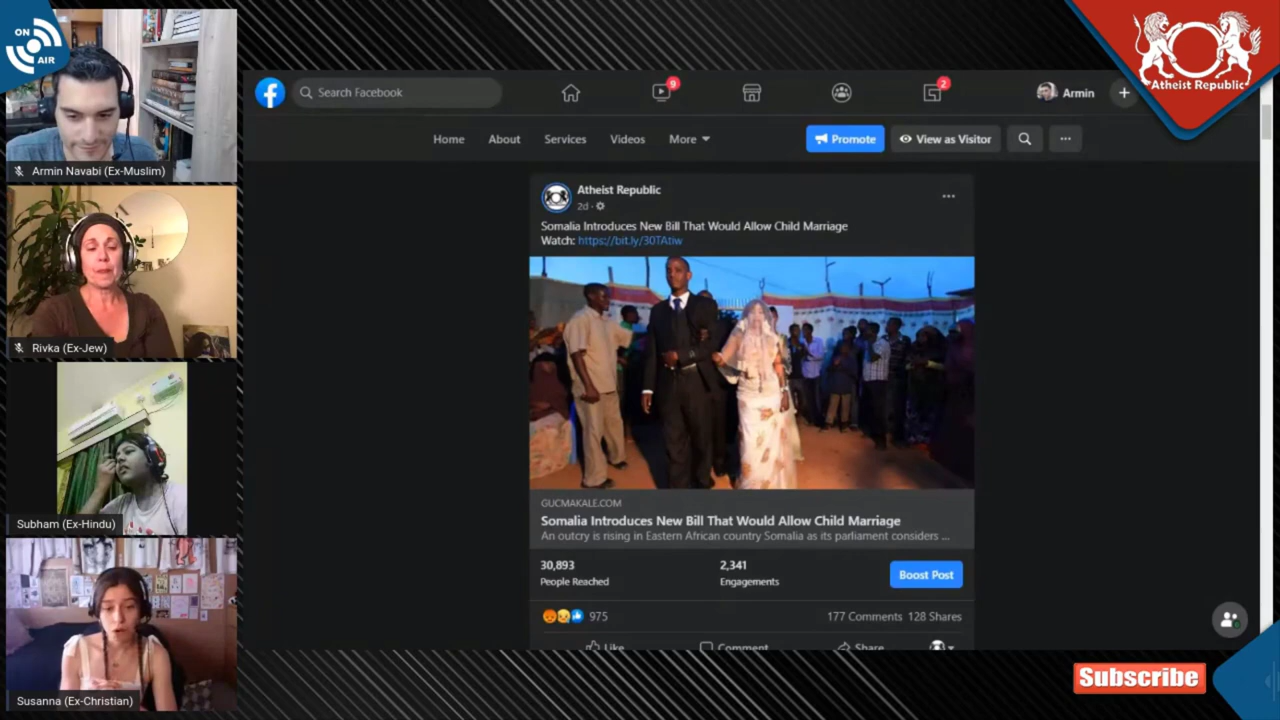 ON
AIR
Armin Navabi (Ex-Muslim)
Rivka (Ex-Jew)
Subham (Ex-Hindu)
Susanna (Ex-Christian)
Search Facebook
9
2
Armin
Home
About
Services
Videos
More
Promote
View as Visitor
Atheist Republic
2d
Somalia Introduces New Bill That Would Allow Child Marriage
Watch: https://bit.ly/30TAtiw
GUCMAKALE.COM
Somalia Introduces New Bill That Would Allow Child Marriage
An outcry is rising in Eastern African country Somalia as its parliament considers ...
30,893
People Reached
2,341
Engagements
Boost Post
975
177 Comments 128 Shares
Like
Comment
Share
Atheist Republic
Subscribe